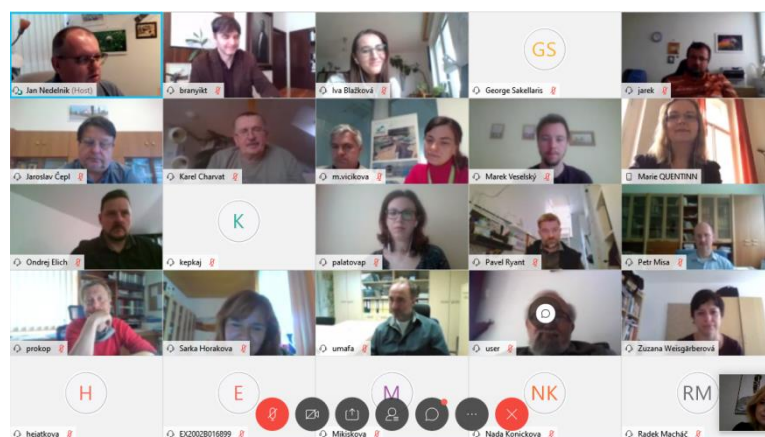 GS
Jan Nedelnik (Host)
branyikt
Iva Blažková
George Sakellaris
jarek
Jaroslav Čepl
Karel Charvat
m.vicikova
Marek Veselský
Marie QUENTINN
K
Ondrej Elich
kepkaj
palatovap
Pavel Ryant
Petr Misa
prokop
Sarka Horakova
umafa
user
Zuzana Weisgärberová
H
E
M
NK
RM
hejatkova
EX2002B016899
Mikiskova
Nada Konickova
Radek Macháč